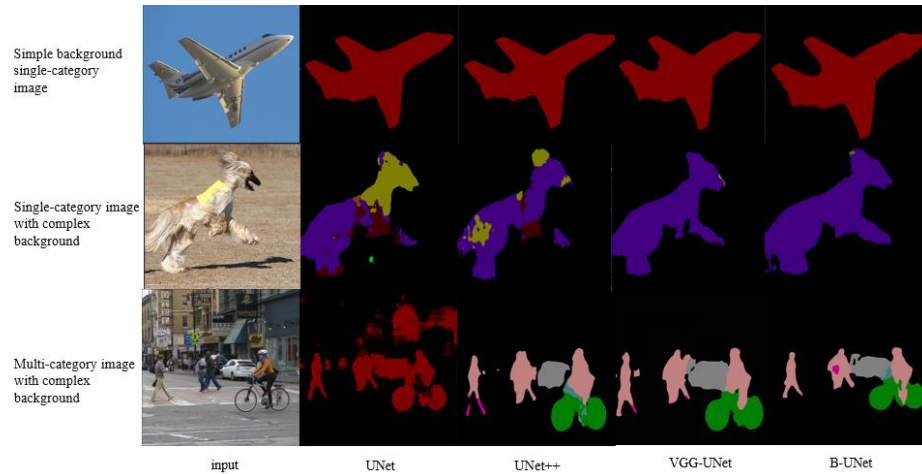 Simple background
single-category
image
Single-category image
with complex
background
Multi-category image
with complex
background
input
UNet
UNet++
VGG-UNet
B-UNet